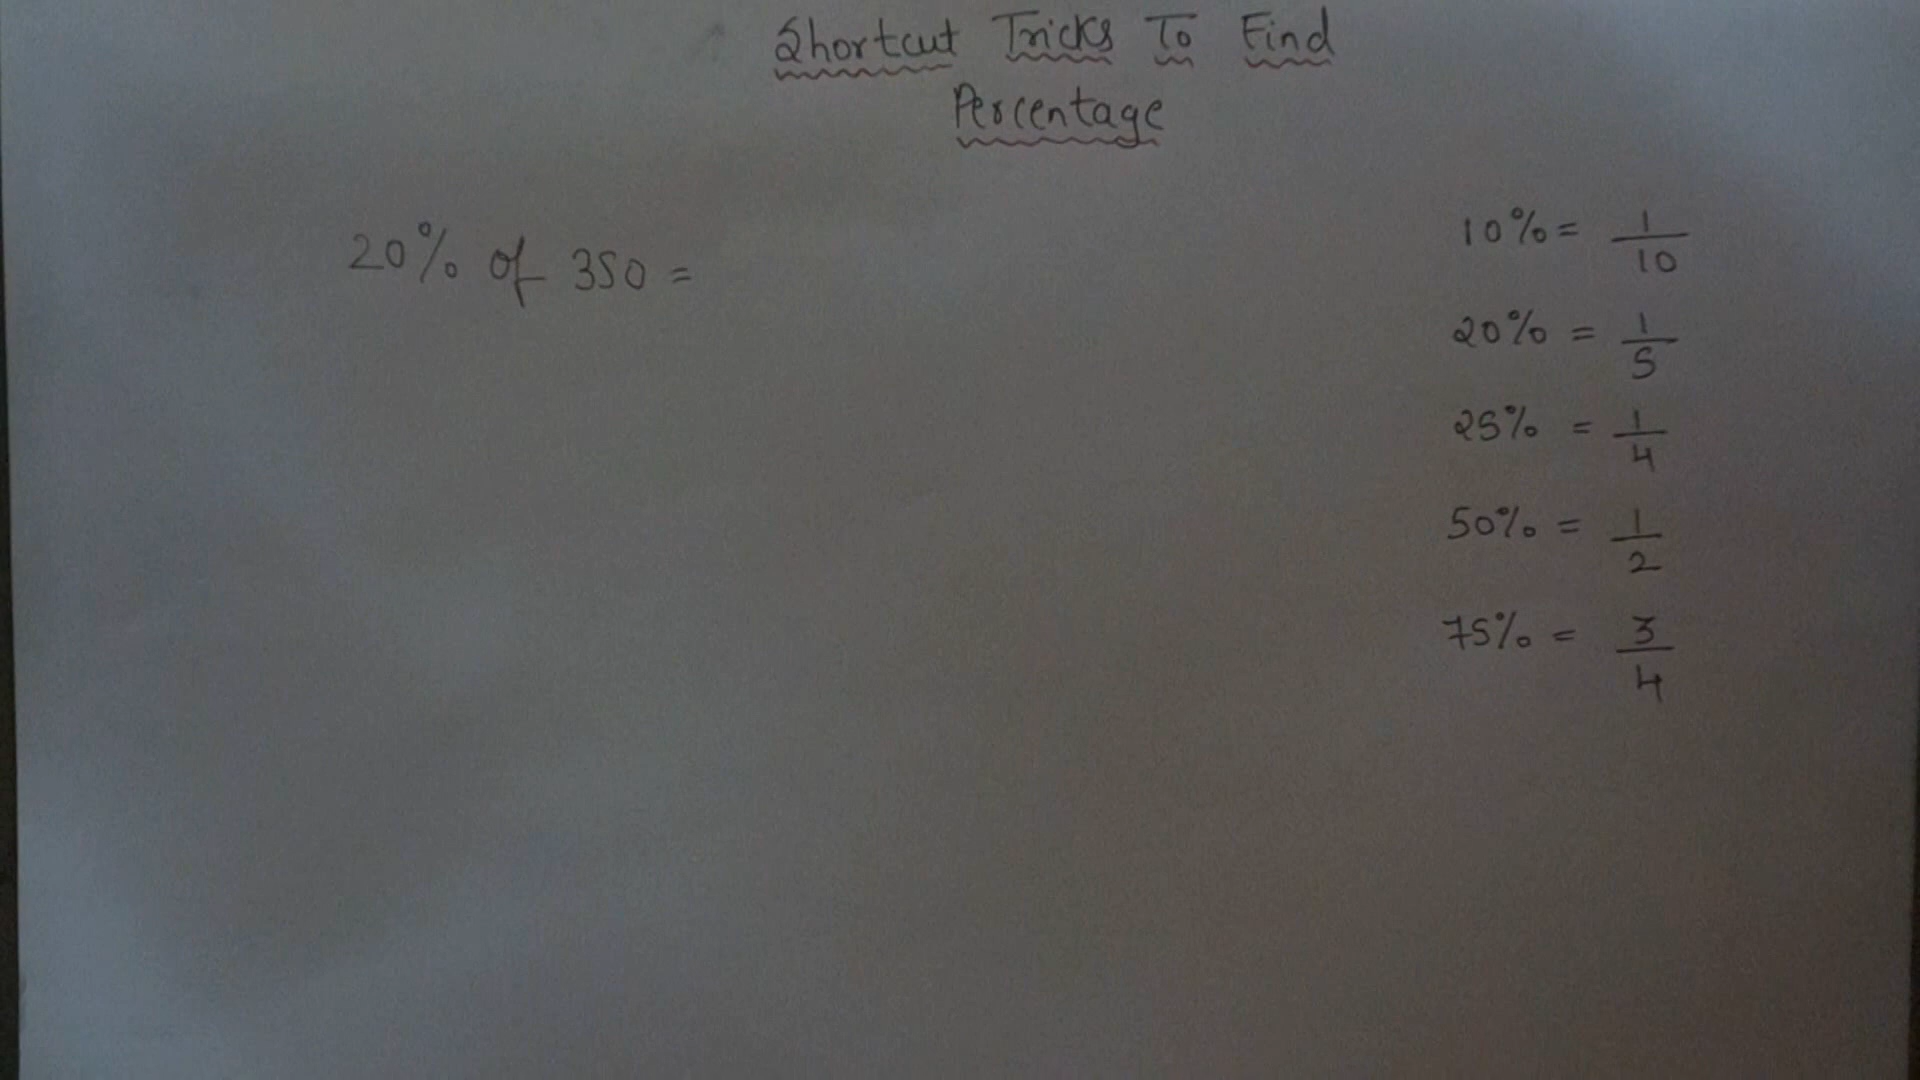 Shortcut Tricks To Find
Percentage
20% of 350 =
10% = 1/10
20% = 1/5
25% = 1/4
50% = 1/2
75% = 3/4